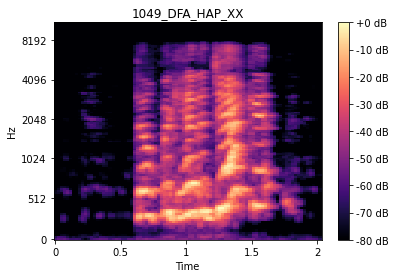 1049_DFA_HAP_XX
+0 dB
8192
-10 dB
4096
-20 dB
-30 dB
2048
-40 dB
Hz
1024
-50 dB
512
-60 dB
-70 dB
0
-80 dB
0
0.5
1
1.5
2
Time